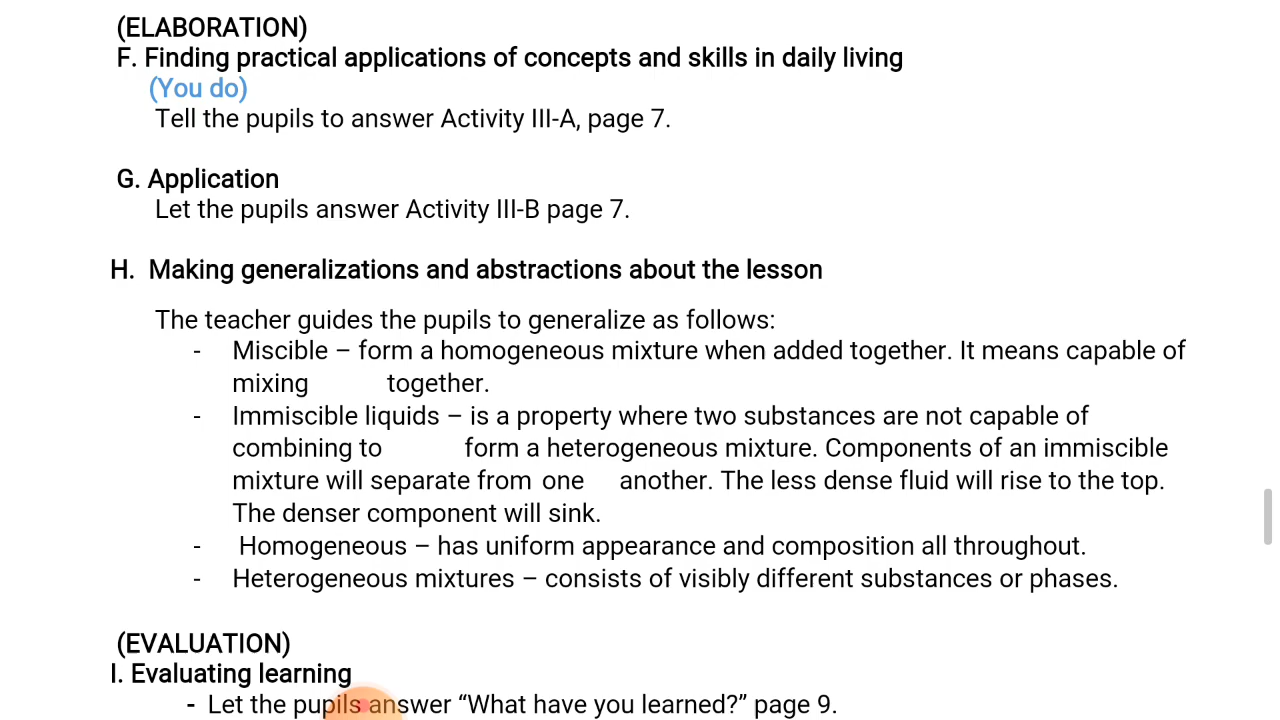 (ELABORATION)
F. Finding practical applications of concepts and skills in daily living
(You do)
Tell the pupils to answer Activity III-A, page 7.
G. Application
Let the pupils answer Activity III-B page 7.
H. Making generalizations and abstractions about the lesson
The teacher guides the pupils to generalize as follows:
- Miscible – form a homogeneous mixture when added together. It means capable of
mixing together.
- Immiscible liquids – is a property where two substances are not capable of
combining to form a heterogeneous mixture. Components of an immiscible
mixture will separate from one another. The less dense fluid will rise to the top.
The denser component will sink.
- Homogeneous – has uniform appearance and composition all throughout.
- Heterogeneous mixtures – consists of visibly different substances or phases.
(EVALUATION)
I. Evaluating learning
- Let the pupils answer “What have you learned?” page 9.